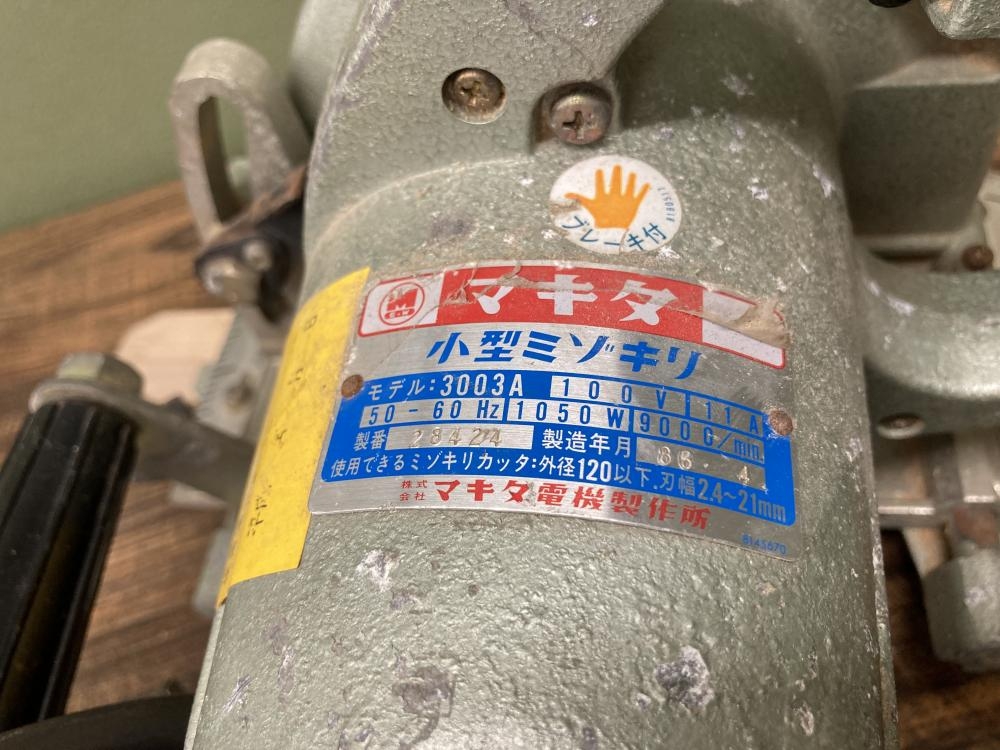 ブレーキ付
マキタ
小型ミゾキリ
モデル:3003A 100V 11A
50-60Hz 1050W 900G/min.
製番 28424 製造年月 86.4
使用できるミゾキリカッタ:外径120以下.刃幅2.4~21mm
株式会社 マキタ電機製作所
814S670